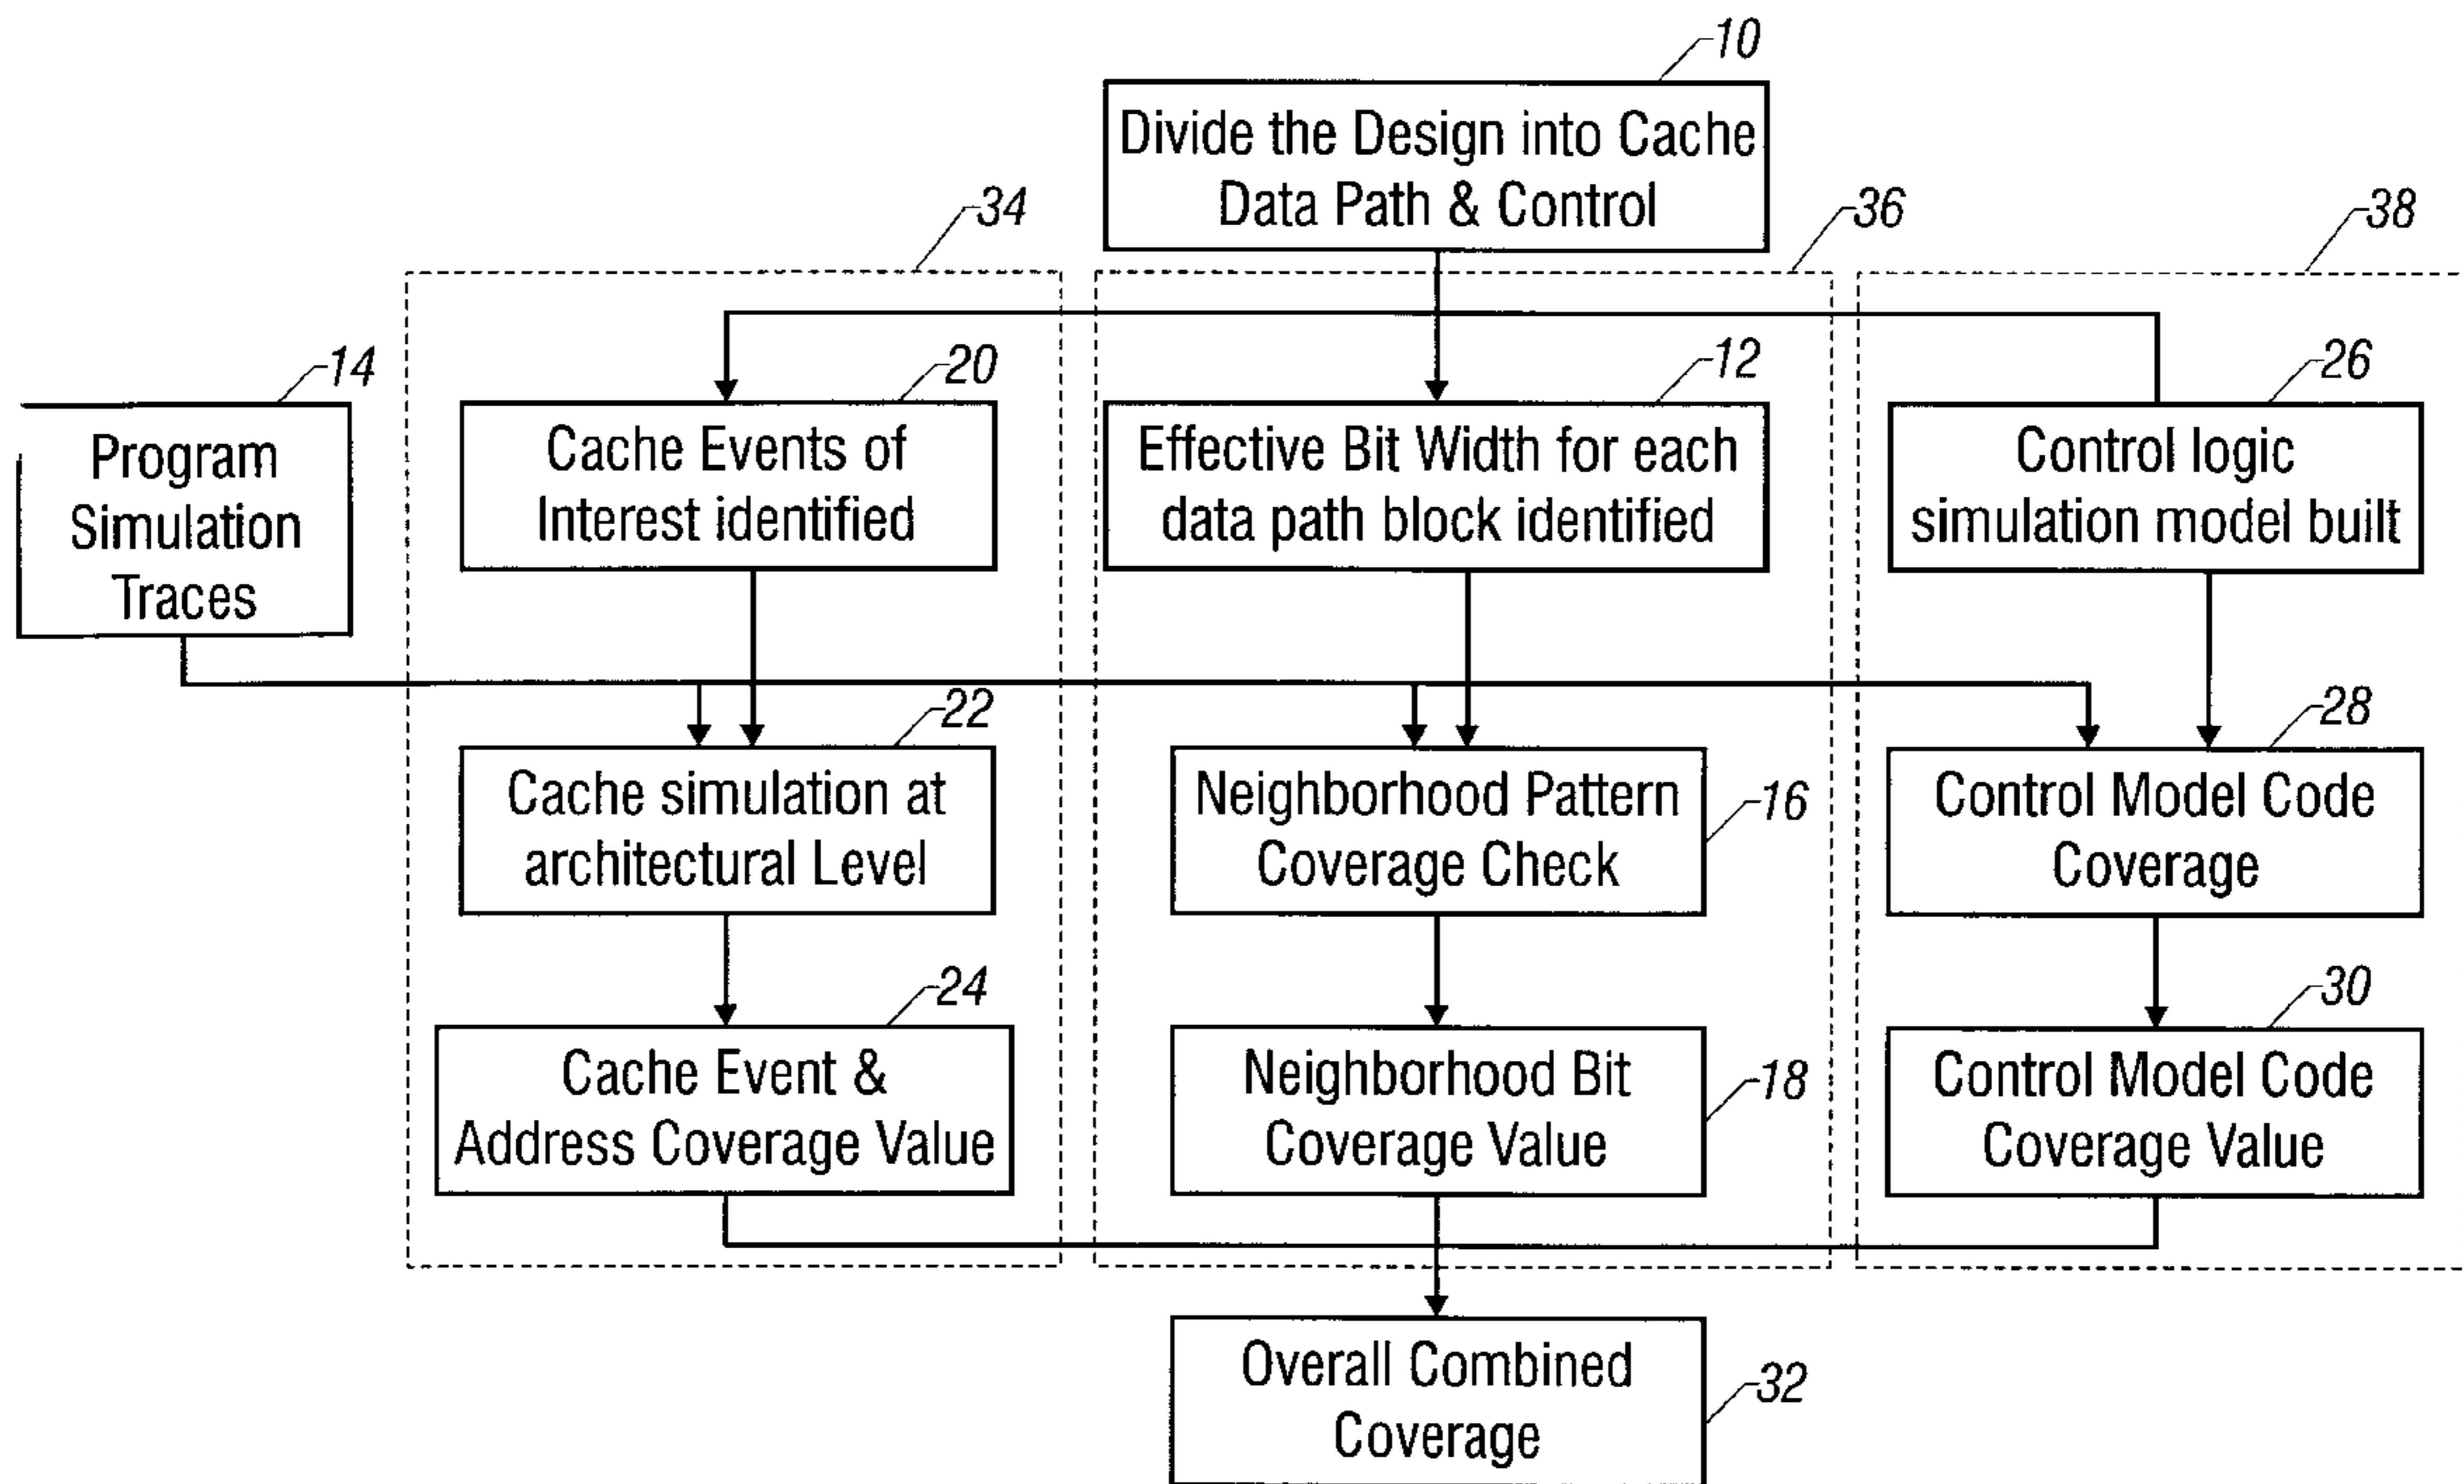 10
Divide the Design into Cache
Data Path & Control
34
36
38
14
Program
Simulation
Traces
20
Cache Events of
Interest identified
12
Effective Bit Width for each
data path block identified
26
Control logic
simulation model built
22
Cache simulation at
architectural Level
Neighborhood Pattern
Coverage Check
16
28
Control Model Code
Coverage
24
Cache Event &
Address Coverage Value
Neighborhood Bit
Coverage Value
18
30
Control Model Code
Coverage Value
Overall Combined
Coverage
32